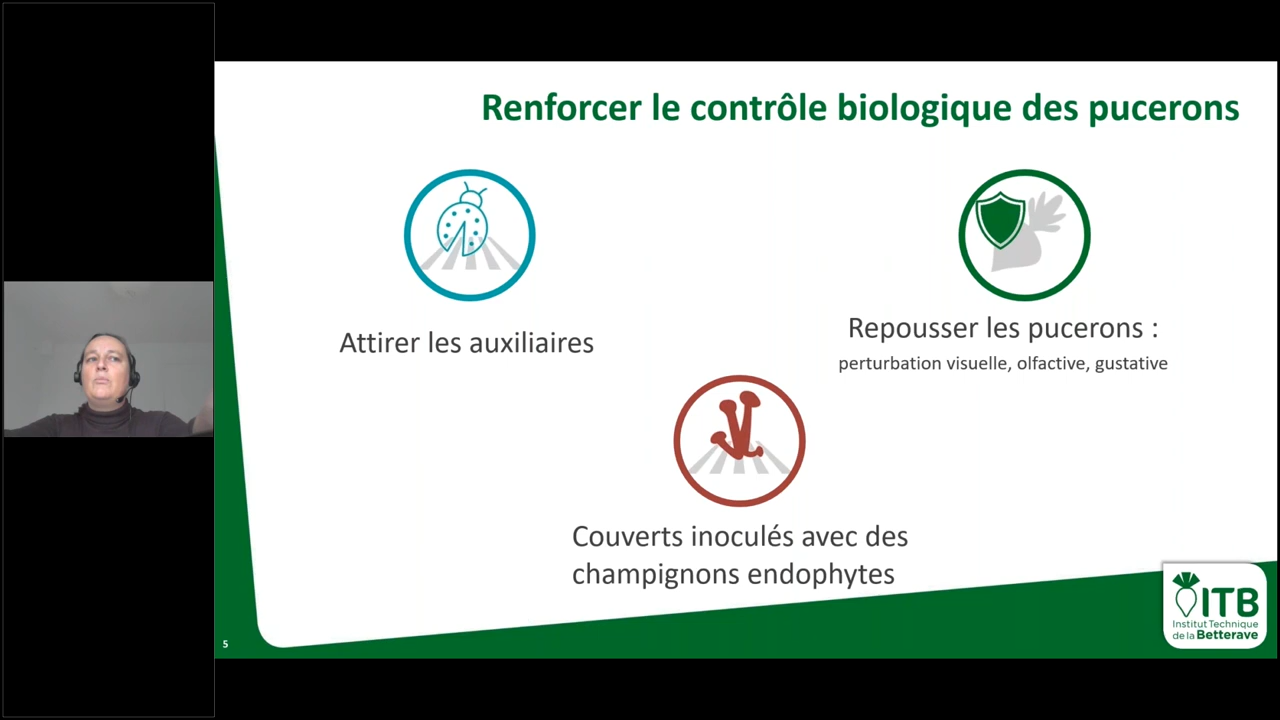 Renforcer le contrôle biologique des pucerons
Attirer les auxiliaires
Repousser les pucerons :
perturbation visuelle, olfactive, gustative
Couverts inoculés avec des
champignons endophytes
5
ITB
Institut Technique
de la Betterave